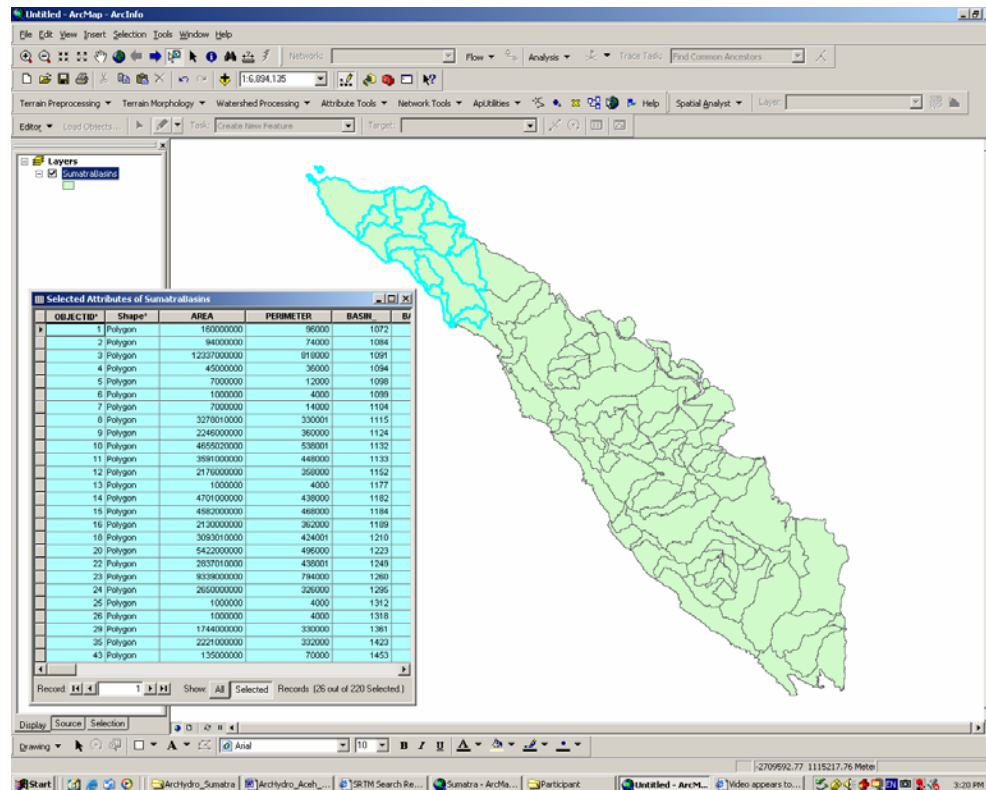 Untitled - ArcMap - ArcInfo
File Edit View Insert Selection Tools Window Help
Network: Flow Analysis Trace Task: Find Common Ancestors
1:6,894,135
Terrain Preprocessing Terrain Morphology Watershed Processing Attribute Tools Network Tools ApUtilities Help Spatial Analyst Layer:
Editor Load Objects... Task: Create New Feature Target:
Layers
SumatraBasins
Selected Attributes of SumatraBasins
OBJECTID* Shape* AREA PERIMETER BASIN_ BA
1 Polygon 160000000 96000 1072
2 Polygon 94000000 74000 1084
3 Polygon 12337000000 818000 1091
4 Polygon 45000000 36000 1094
5 Polygon 7000000 12000 1098
6 Polygon 1000000 4000 1099
7 Polygon 7000000 14000 1104
8 Polygon 3278010000 330001 1115
9 Polygon 2246000000 360000 1124
10 Polygon 4655020000 538001 1132
11 Polygon 3591000000 448000 1133
12 Polygon 2176000000 358000 1152
13 Polygon 1000000 4000 1177
14 Polygon 4701000000 438000 1182
15 Polygon 4582000000 468000 1184
16 Polygon 2130000000 362000 1189
18 Polygon 3093010000 424001 1210
20 Polygon 5422000000 496000 1223
22 Polygon 2837010000 438001 1249
23 Polygon 9339000000 794000 1260
24 Polygon 2650000000 326000 1295
25 Polygon 1000000 4000 1312
26 Polygon 1000000 4000 1318
29 Polygon 1744000000 330000 1361
35 Polygon 2221000000 332000 1423
43 Polygon 135000000 70000 1453
Record: 1 Show: All Selected Records (26 out of 220 Selected.)
Display Source Selection
Drawing A Arial 10 B I U A
-2709592.77 1115217.76 Meter
Start ArcHydro_Sumatra ArcHydro_Aceh_... SRTM Search Re... Sumatra - ArcMa... Participant Untitled - ArcM... Video appears to... EN 3:20 PM